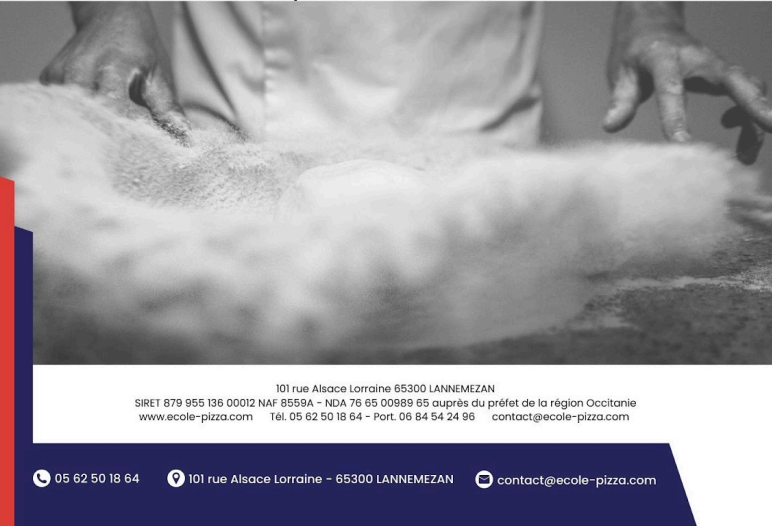 101 rue Alsace Lorraine 65300 LANNEMEZAN
SIRET 879 955 136 00012 NAF 8559A - NDA 76 65 00989 65 auprès du préfet de la région Occitanie
www.ecole-pizza.com Tél. 05 62 50 18 64 - Port. 06 84 54 24 96 contact@ecole-pizza.com
05 62 50 18 64 101 rue Alsace Lorraine - 65300 LANNEMEZAN contact@ecole-pizza.com